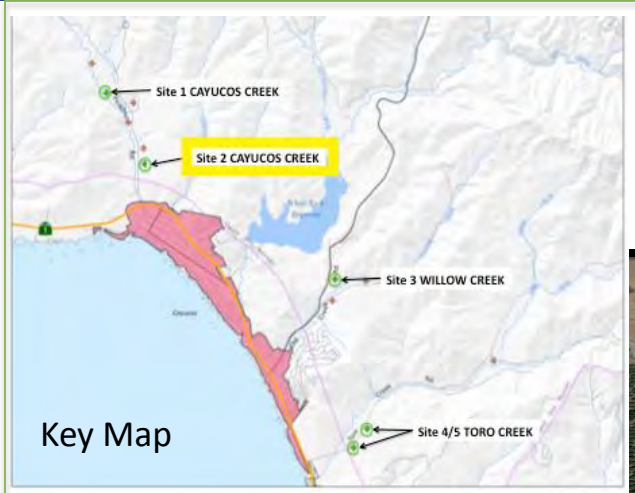 Site 1 CAYUCOS CREEK
Site 2 CAYUCOS CREEK
1
Site 3 WILLOW CREEK
Site 4/5 TORO CREEK
Key Map